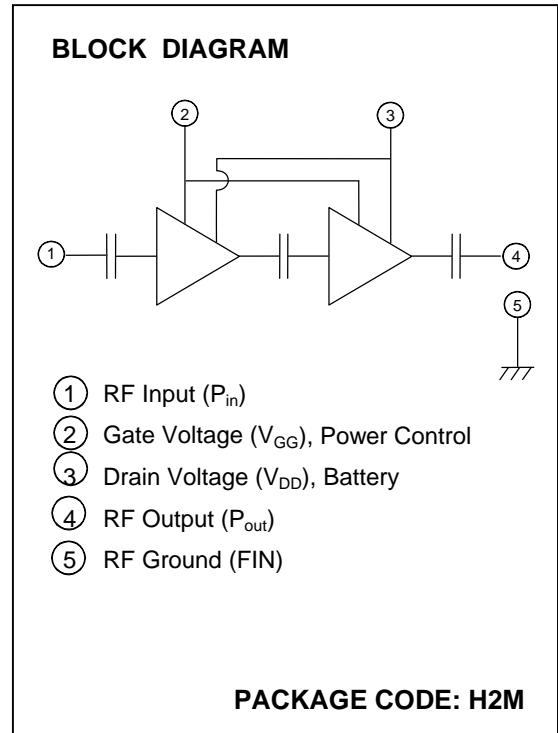 BLOCK DIAGRAM
2
3
1
4
5
1 RF Input (Pin)
2 Gate Voltage (VGG), Power Control
3 Drain Voltage (VDD), Battery
4 RF Output (Pout)
5 RF Ground (FIN)
PACKAGE CODE: H2M